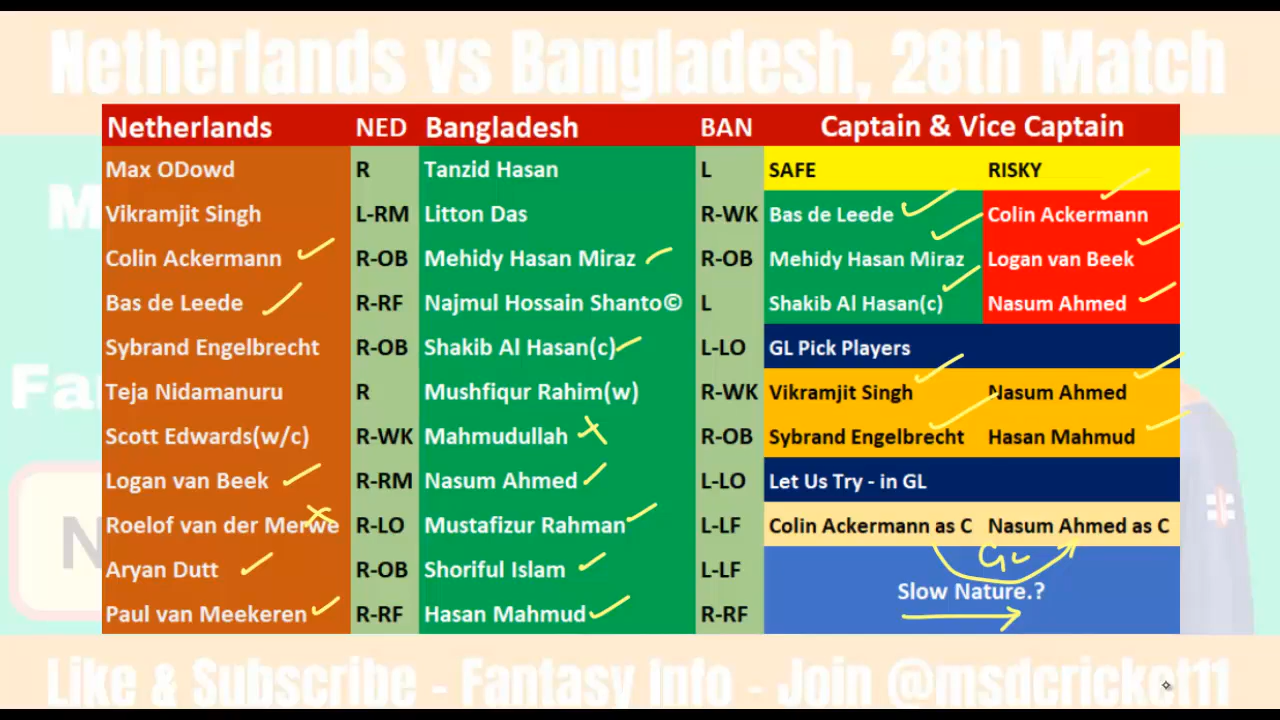 Netherlands vs Bangladesh, 28th Match
Netherlands NED Bangladesh BAN Captain & Vice Captain
Max ODowd R Tanzid Hasan L SAFE RISKY
Vikramjit Singh L-RM Litton Das R-WK Bas de Leede Colin Ackermann
Colin Ackermann R-OB Mehidy Hasan Miraz R-OB Mehidy Hasan Miraz Logan van Beek
Bas de Leede R-RF Najmul Hossain Shanto© L Shakib Al Hasan(c) Nasum Ahmed
Sybrand Engelbrecht R-OB Shakib Al Hasan(c) L-LO GL Pick Players
Teja Nidamanuru R Mushfiqur Rahim(w) R-WK Vikramjit Singh Nasum Ahmed
Scott Edwards(w/c) R-WK Mahmudullah R-OB Sybrand Engelbrecht Hasan Mahmud
Logan van Beek R-RM Nasum Ahmed L-LO Let Us Try - in GL
Roelof van der Merwe R-LO Mustafizur Rahman L-LF Colin Ackermann as C Nasum Ahmed as C
GL
Aryan Dutt R-OB Shoriful Islam L-LF
Slow Nature.?
Paul van Meekeren R-RF Hasan Mahmud R-RF
Like & Subscribe - Fantasy Info - Join @msdcricket11